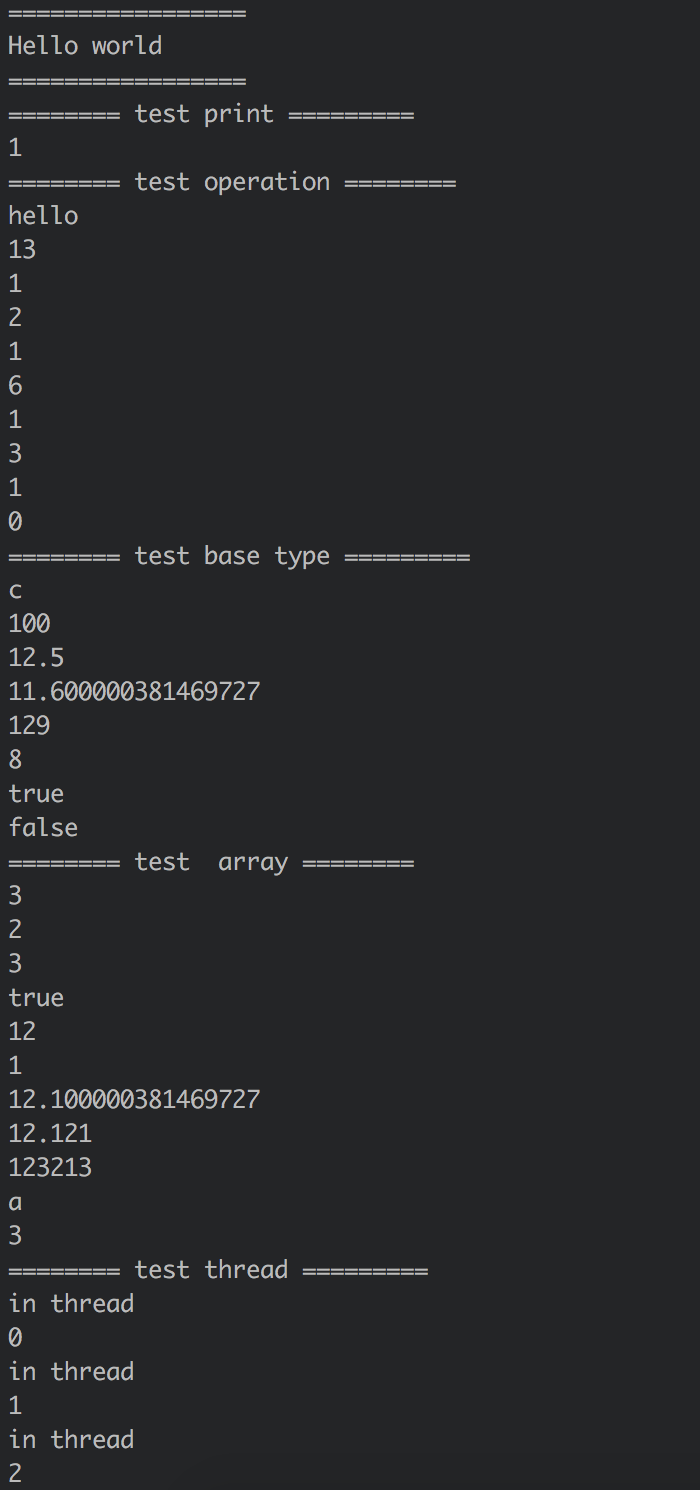 =================
Hello world
=================
======== test print =========
1
======== test operation ========
hello
13
1
2
1
6
1
3
1
0
======== test base type =========
c
100
12.5
11.600000381469727
129
8
true
false
======== test  array ========
3
2
3
true
12
1
12.100000381469727
12.121
123213
a
3
======== test thread =========
in thread
0
in thread
1
in thread
2